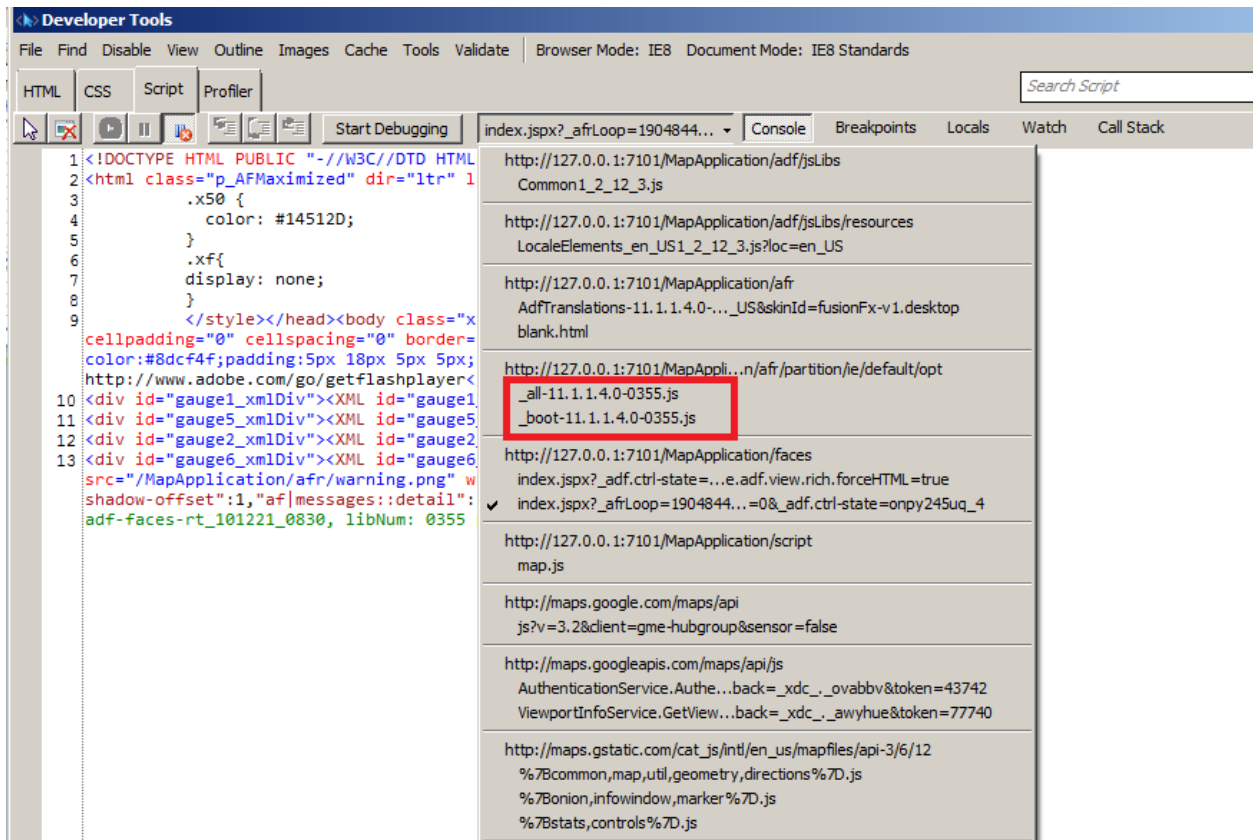 Developer Tools
File Find Disable View Outline Images Cache Tools Validate Browser Mode: IE8 Document Mode: IE8 Standards
HTML CSS Script Profiler Search Script
Start Debugging index.jspx?_afrLoop=1904844... Console Breakpoints Locals Watch Call Stack
1 <!DOCTYPE HTML PUBLIC "-//W3C//DTD HTML
2 <html class="p_AFMaximized" dir="ltr" l
3 .x50 {
4 color: #14512D;
5 }
6 .xf{
7 display: none;
8 }
9 </style></head><body class="x
cellpadding="0" cellspacing="0" border=
color:#8dcf4f;padding:5px 18px 5px 5px;
http://www.adobe.com/go/getflashplayer<
10 <div id="gauge1_xmlDiv"><XML id="gauge1
11 <div id="gauge5_xmlDiv"><XML id="gauge5
12 <div id="gauge2_xmlDiv"><XML id="gauge2
13 <div id="gauge6_xmlDiv"><XML id="gauge6
src="/MapApplication/afr/warning.png" w
shadow-offset":1,"af|messages::detail":
adf-faces-rt_101221_0830, libNum: 0355
http://127.0.0.1:7101/MapApplication/adf/jsLibs
Common1_2_12_3.js
http://127.0.0.1:7101/MapApplication/adf/jsLibs/resources
LocaleElements_en_US1_2_12_3.js?loc=en_US
http://127.0.0.1:7101/MapApplication/afr
AdfTranslations-11.1.1.4.0-..._US&skinId=fusionFx-v1.desktop
blank.html
http://127.0.0.1:7101/MapAppli...n/afr/partition/ie/default/opt
_all-11.1.1.4.0-0355.js
_boot-11.1.1.4.0-0355.js
http://127.0.0.1:7101/MapApplication/faces
index.jspx?_adf.ctrl-state=...e.adf.view.rich.forceHTML=true
index.jspx?_afrLoop=1904844...=0&_adf.ctrl-state=onpy245uq_4
http://127.0.0.1:7101/MapApplication/script
map.js
http://maps.google.com/maps/api
js?v=3.2&client=gme-hubgroup&sensor=false
http://maps.googleapis.com/maps/api/js
AuthenticationService.Authe...back=_xdc_._ovabbv&token=43742
ViewportInfoService.GetView...back=_xdc_._awyhue&token=77740
http://maps.gstatic.com/cat_js/intl/en_us/mapfiles/api-3/6/12
%7Bcommon,map,util,geometry,directions%7D.js
%7Bonion,infowindow,marker%7D.js
%7Bstats,controls%7D.js